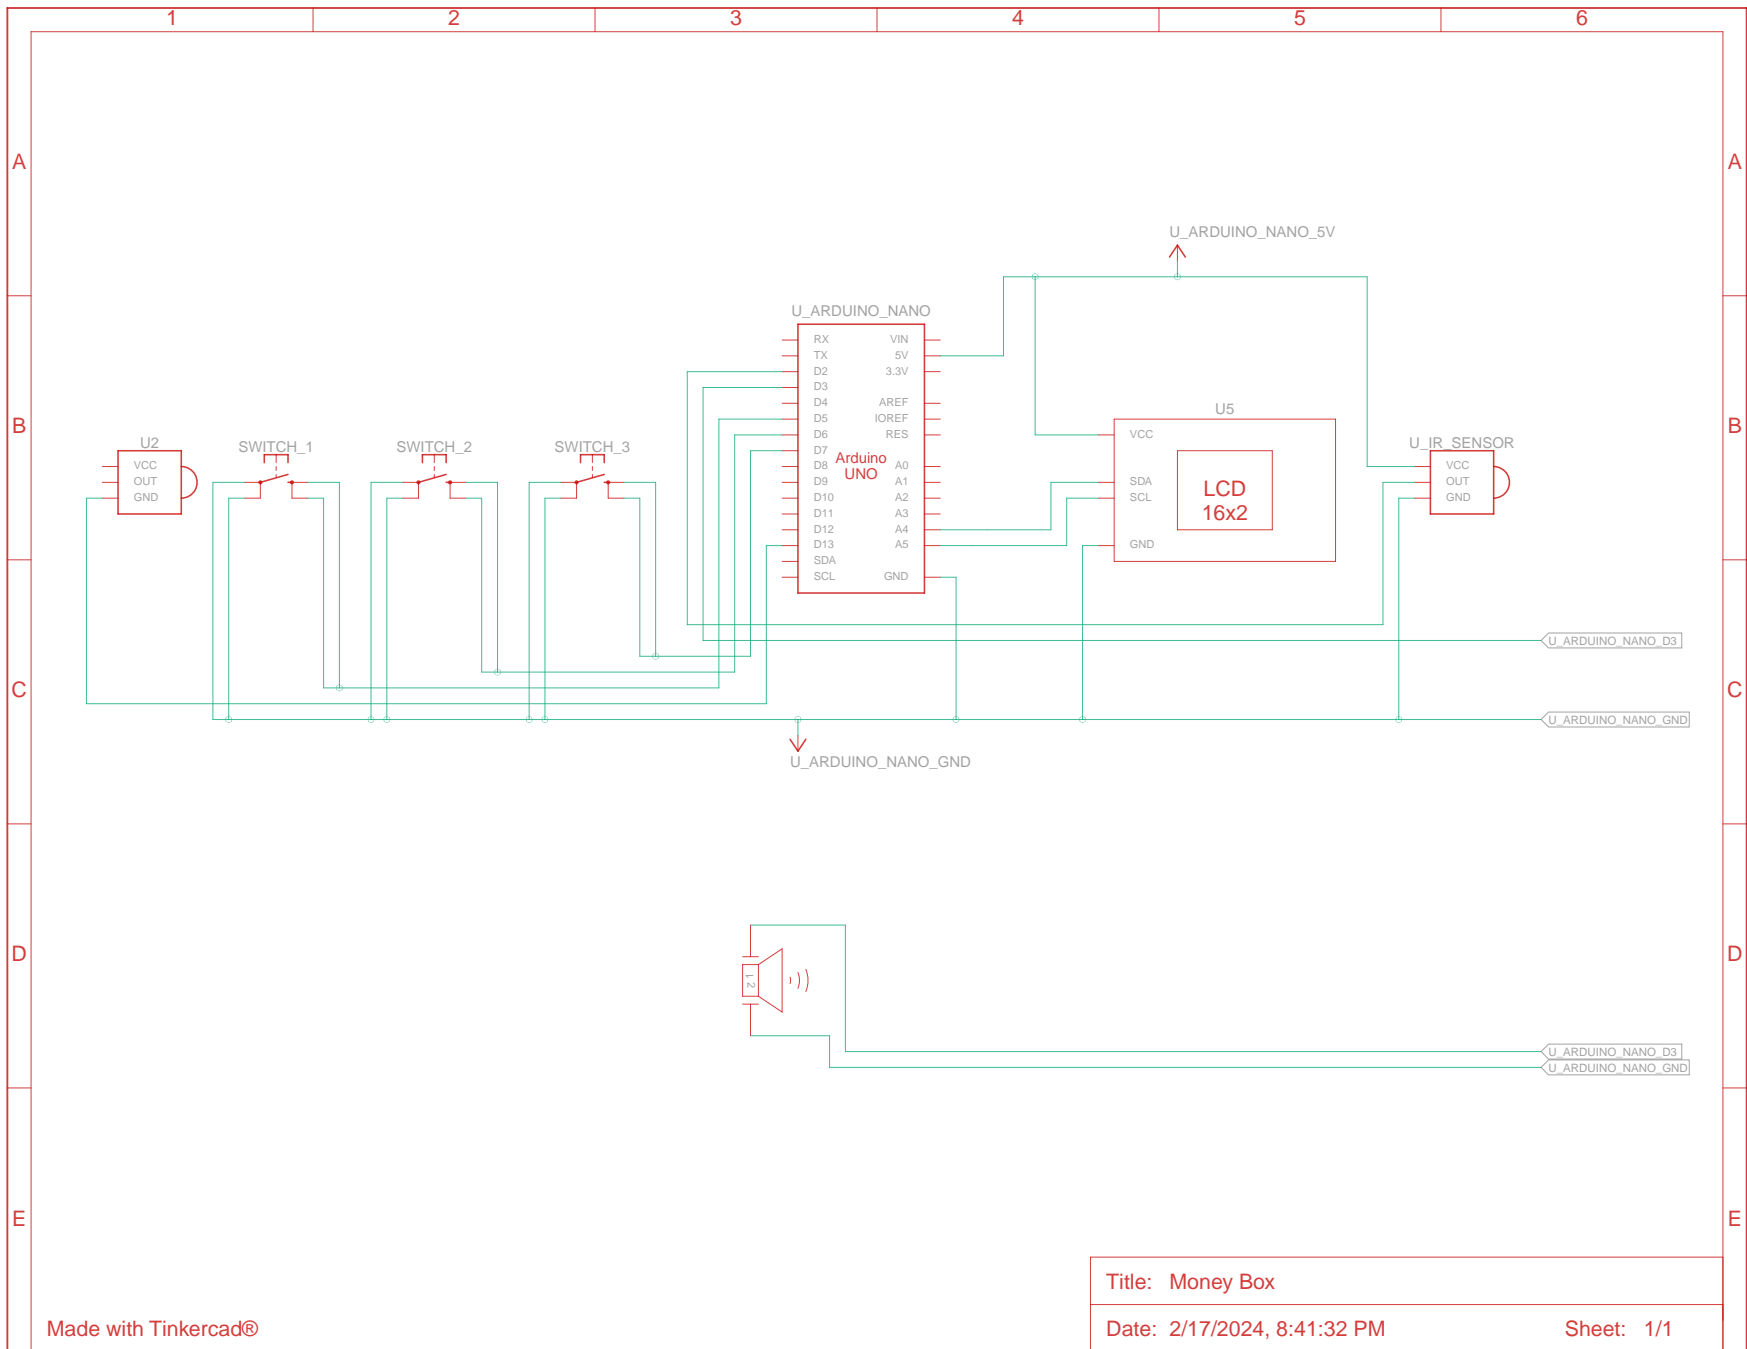 1 2 3 4 5 6
A A
U_ARDUINO_NANO_5V
U_ARDUINO_NANO
RX VIN
TX 5V
D2 3.3V
D3
D4 AREF
D5 IOREF
D6 RES
D7
D8 A0
D9 A1
D10 A2
D11 A3
D12 A4
D13 A5
SDA
SCL GND
Arduino
UNO
B B
U2
VCC
OUT
GND
SWITCH_1
SWITCH_2
SWITCH_3
U5
VCC
SDA
SCL
GND
LCD
16x2
U_IR_SENSOR
VCC
OUT
GND
U_ARDUINO_NANO_D3
C C
U_ARDUINO_NANO_GND
U_ARDUINO_NANO_GND
D D
1
2
U_ARDUINO_NANO_D3
U_ARDUINO_NANO_GND
E E
Title: Money Box
Made with Tinkercad®
Date: 2/17/2024, 8:41:32 PM Sheet: 1/1